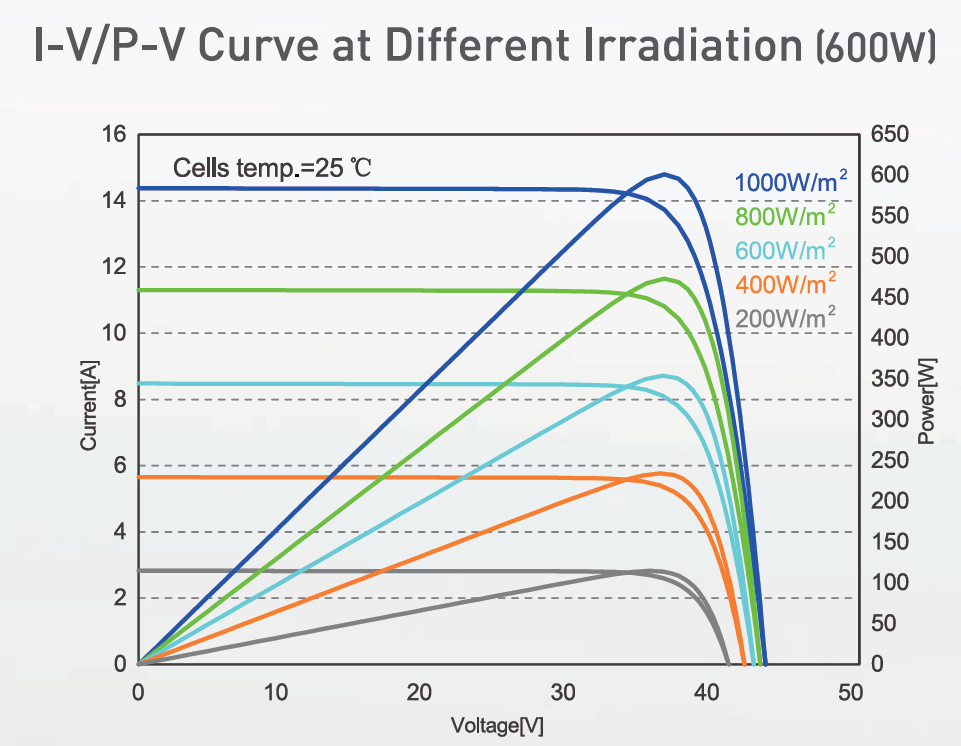 I-V/P-V Curve at Different Irradiation (600W)
Cells temp.=25 ℃
1000W/m²
800W/m²
600W/m²
400W/m²
200W/m²
Current[A]
16
14
12
10
8
6
4
2
0
Power[W]
650
600
550
500
450
400
350
300
250
200
150
100
50
0
0 10 20 30 40 50
Voltage[V]